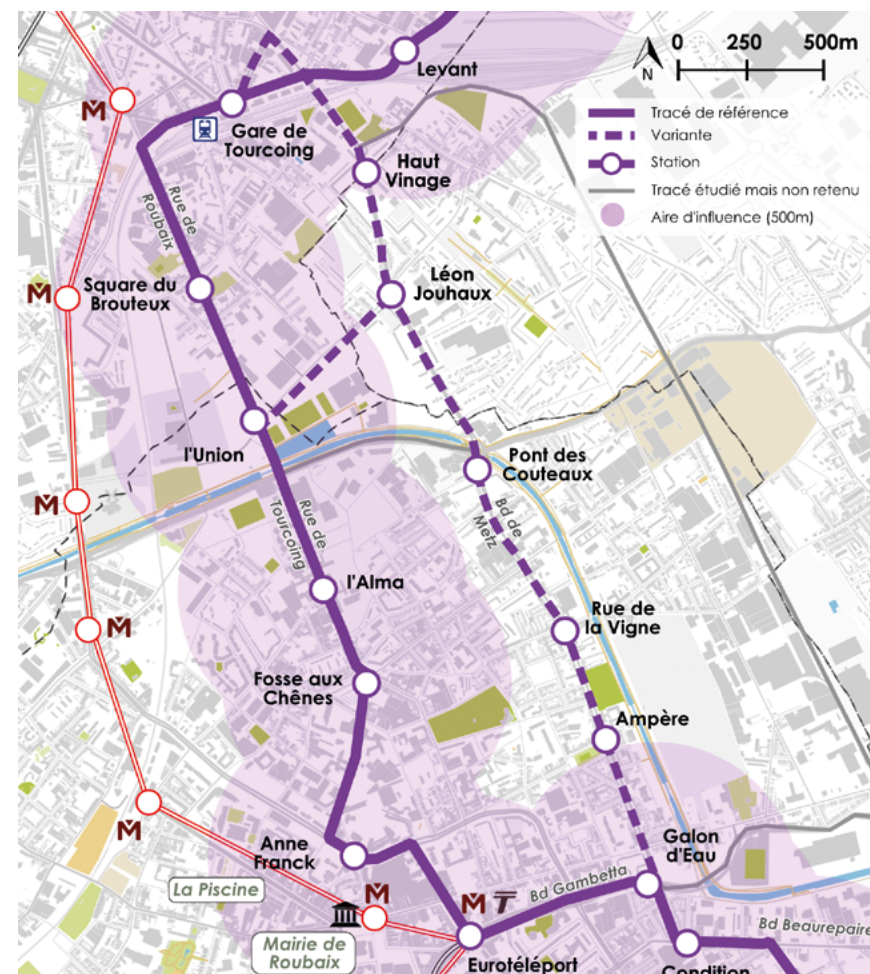 0 250 500m
N
Levant
Tracé de référence
Variante
Station
Tracé étudié mais non retenu
Aire d'influence (500m)
M
Gare de
Tourcoing
Haut
Vinage
Rue de
Roubaix
M
Square du
Brouteux
Léon
Jouhaux
l'Union
Pont des
Couteaux
M
Rue de
Tourcoing
Bd de
Metz
l'Alma
M
Rue de
la Vigne
Fosse aux
Chênes
Ampère
M
Anne
Franck
Galon
d'Eau
La Piscine
M
Bd Gambetta
M T
Bd Beaurepaire
Mairie de
Roubaix
Eurotéléport
Condition